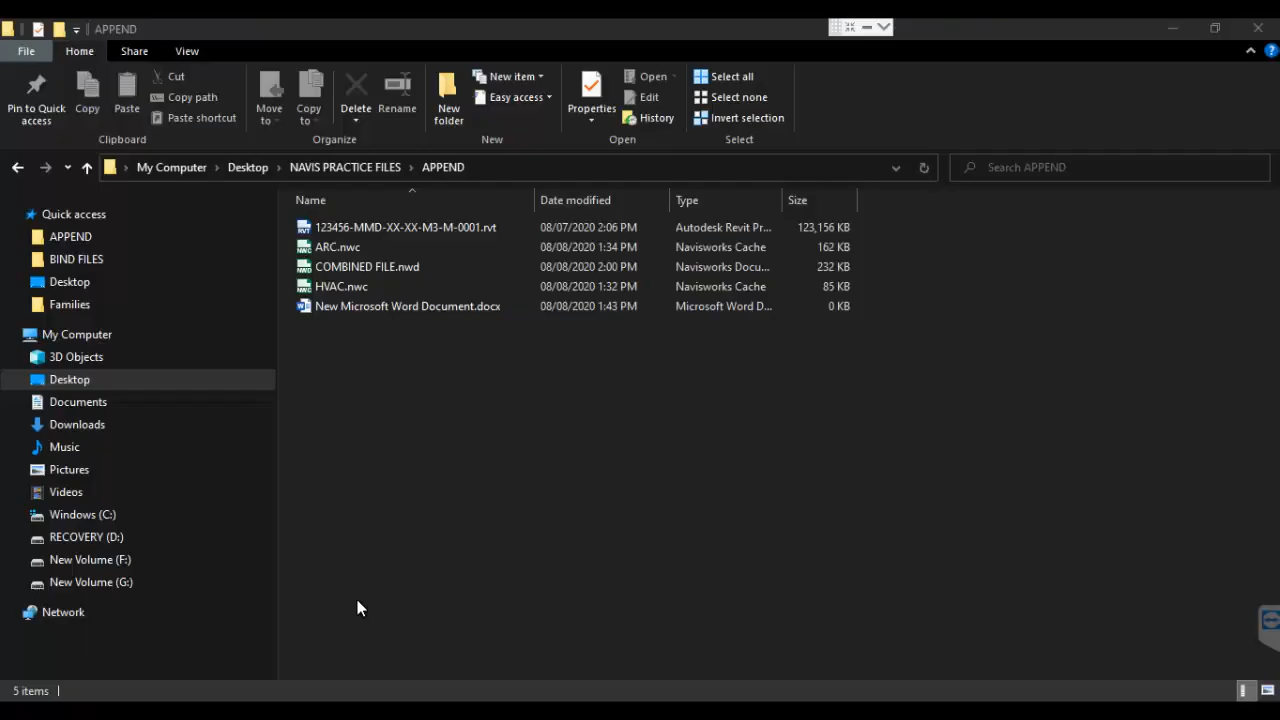 APPEND
File Home Share View
Pin to Quick access
Copy
Paste
Cut
Copy path
Paste shortcut
Clipboard
Move to
Copy to
Delete
Rename
Organize
New folder
New item
Easy access
New
Properties
Open
Edit
History
Open
Select all
Select none
Invert selection
Select
My Computer › Desktop › NAVIS PRACTICE FILES › APPEND
Search APPEND
Name Date modified Type Size
123456-MMD-XX-XX-M3-M-0001.rvt 08/07/2020 2:06 PM Autodesk Revit Pr... 123,156 KB
ARC.nwc 08/08/2020 1:34 PM Navisworks Cache 162 KB
COMBINED FILE.nwd 08/08/2020 2:00 PM Navisworks Docu... 232 KB
HVAC.nwc 08/08/2020 1:32 PM Navisworks Cache 85 KB
New Microsoft Word Document.docx 08/08/2020 1:43 PM Microsoft Word D... 0 KB
Quick access
APPEND
BIND FILES
Desktop
Families
My Computer
3D Objects
Desktop
Documents
Downloads
Music
Pictures
Videos
Windows (C:)
RECOVERY (D:)
New Volume (F:)
New Volume (G:)
Network
5 items